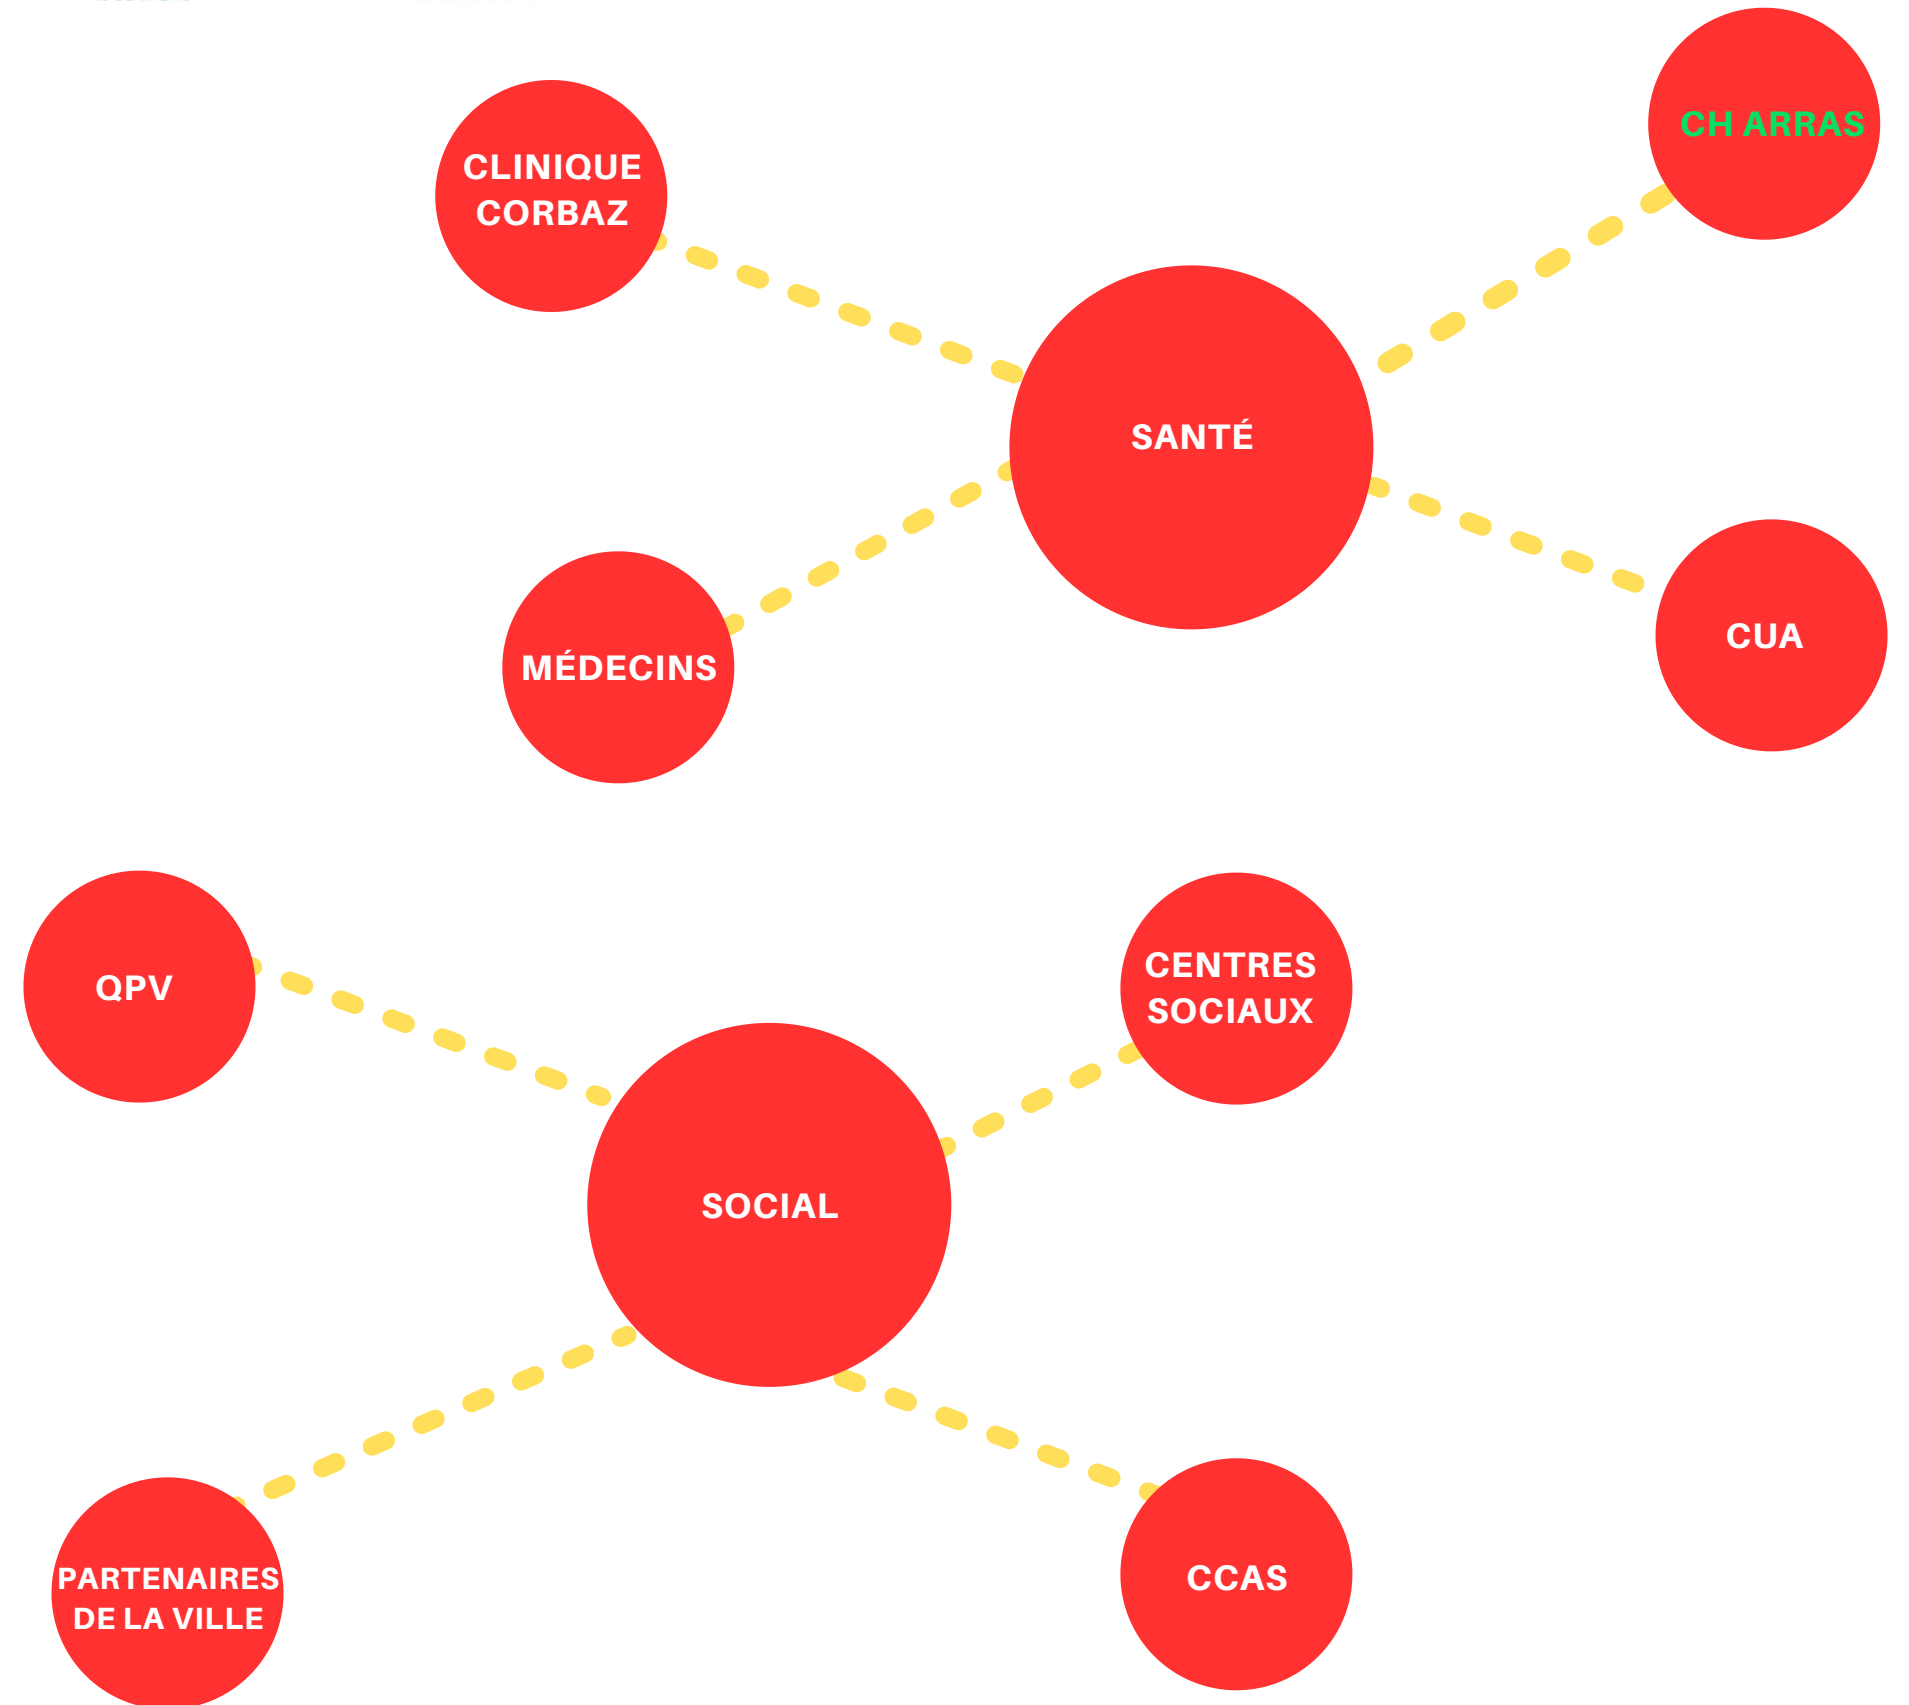 CH ARRAS
CLINIQUE
CORBAZ
SANTÉ
CUA
MÉDECINS
QPV
CENTRES
SOCIAUX
SOCIAL
PARTENAIRES
DE LA VILLE
CCAS